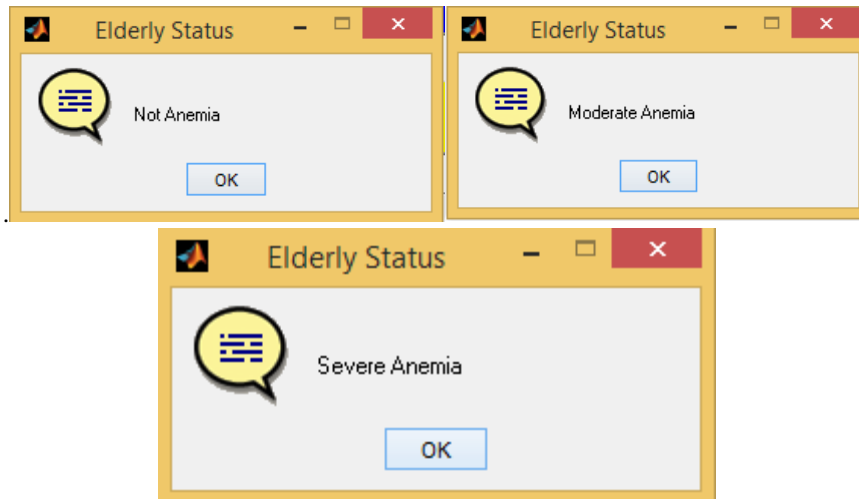 Elderly Status
Not Anemia
OK
Elderly Status
Moderate Anemia
OK
.
Elderly Status
Severe Anemia
OK